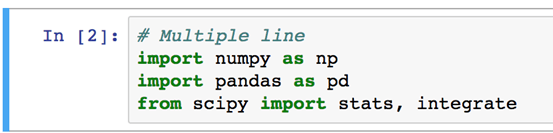 In [2]: # Multiple line
import numpy as np
import pandas as pd
from scipy import stats, integrate